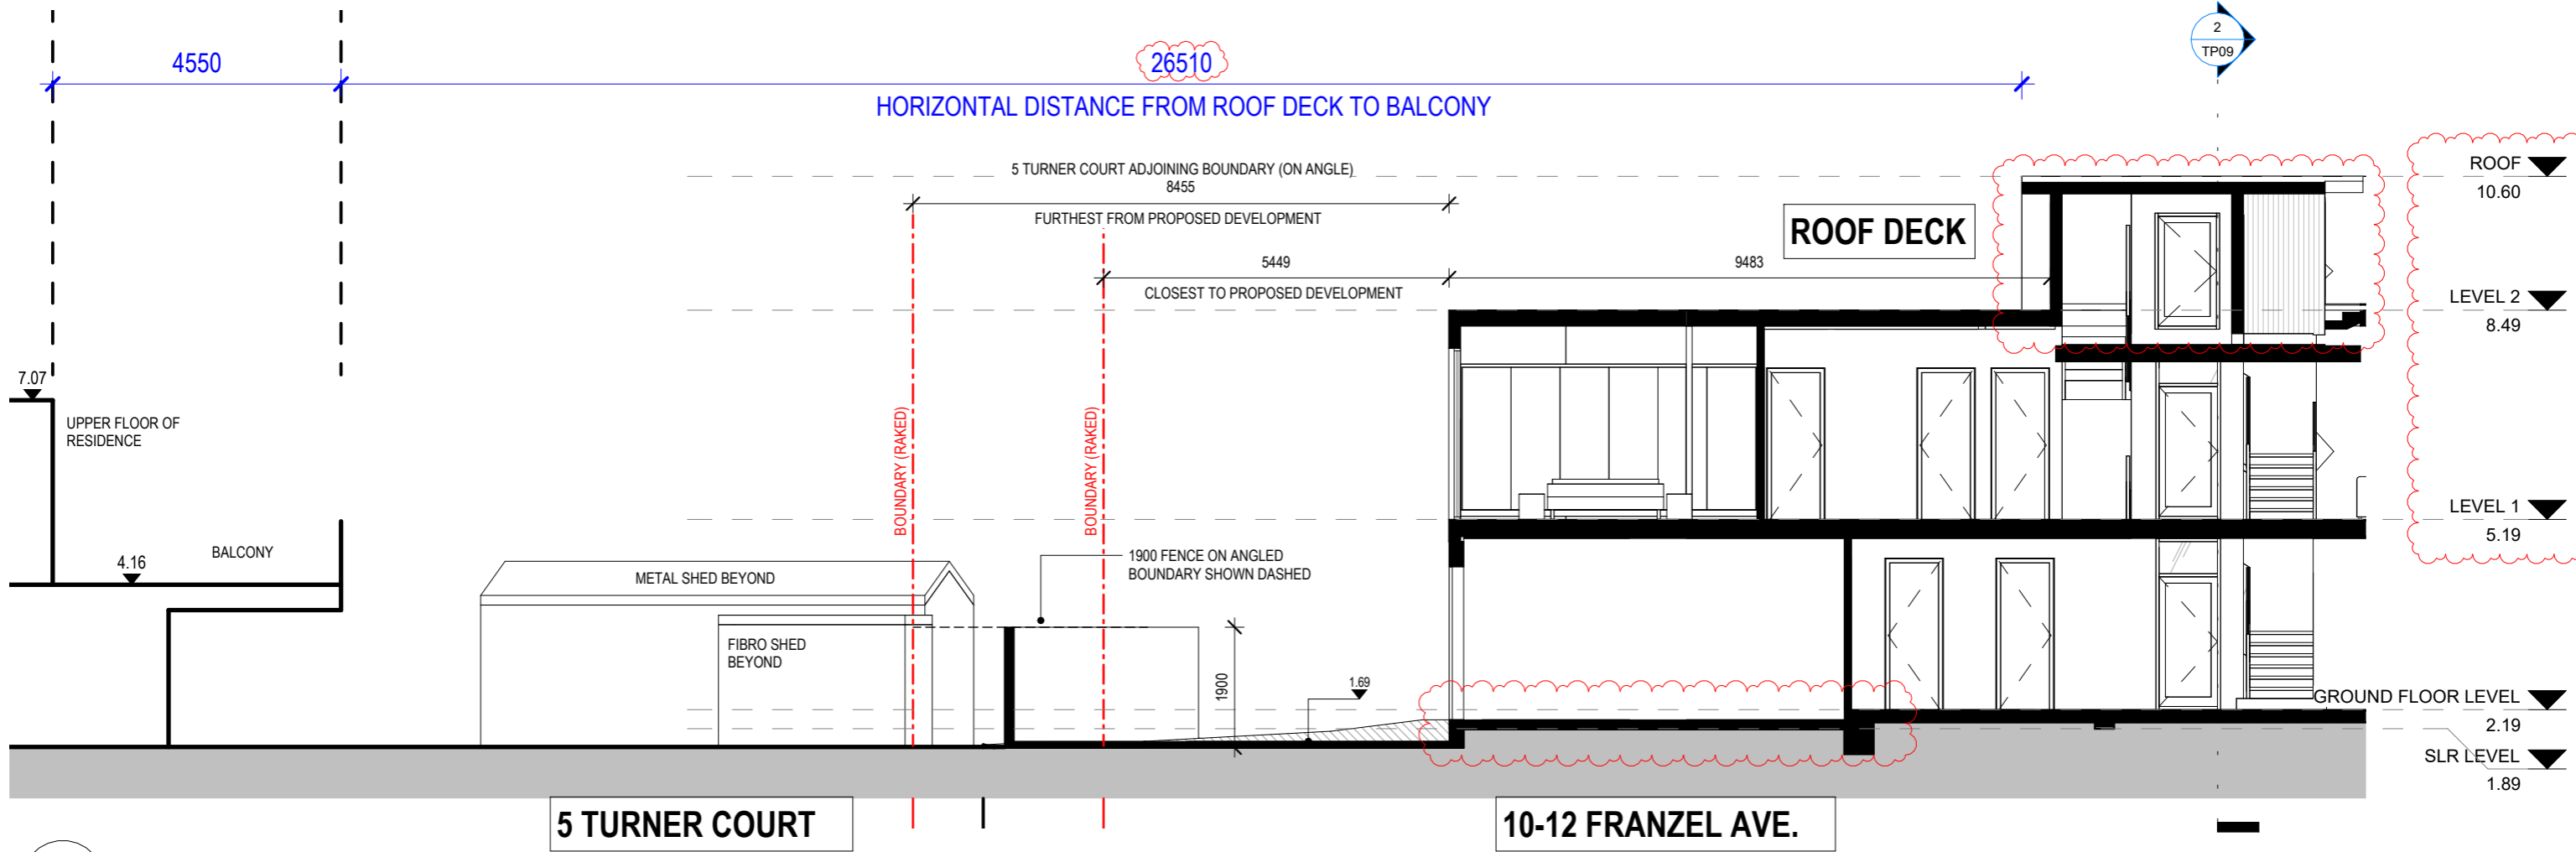 4550
26510
HORIZONTAL DISTANCE FROM ROOF DECK TO BALCONY
2
TP09
5 TURNER COURT ADJOINING BOUNDARY (ON ANGLE)
8455
FURTHEST FROM PROPOSED DEVELOPMENT
ROOF DECK
5449
9483
CLOSEST TO PROPOSED DEVELOPMENT
ROOF
10.60
LEVEL 2
8.49
7.07
UPPER FLOOR OF
RESIDENCE
BOUNDARY (RAKED)
BOUNDARY (RAKED)
LEVEL 1
5.19
4.16
BALCONY
METAL SHED BEYOND
1900 FENCE ON ANGLED
BOUNDARY SHOWN DASHED
FIBRO SHED
BEYOND
1900
1.69
GROUND FLOOR LEVEL
2.19
SLR LEVEL
1.89
5 TURNER COURT
10-12 FRANZEL AVE.